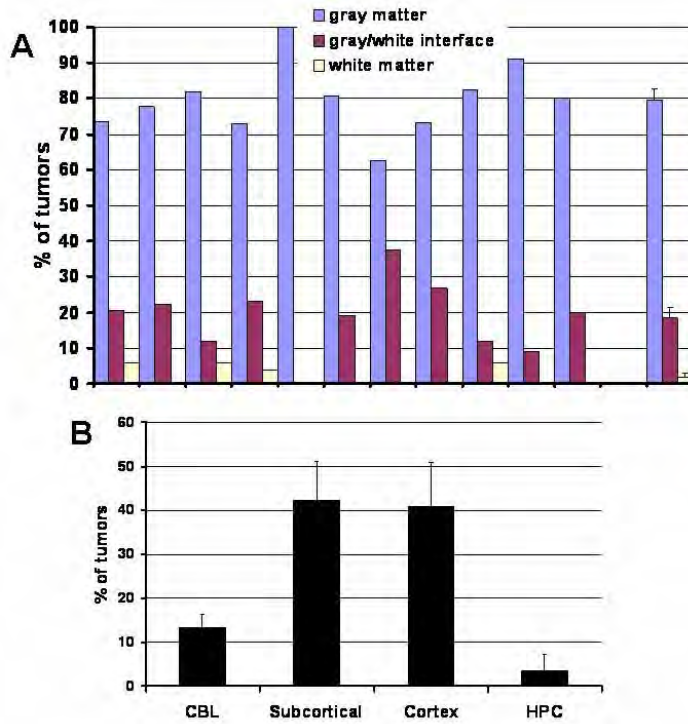 gray matter
gray/white interface
white matter
A
% of tumors
100
90
80
70
60
50
40
30
20
10
0
B
% of tumors
60
50
40
30
20
10
0
CBL Subcortical Cortex HPC